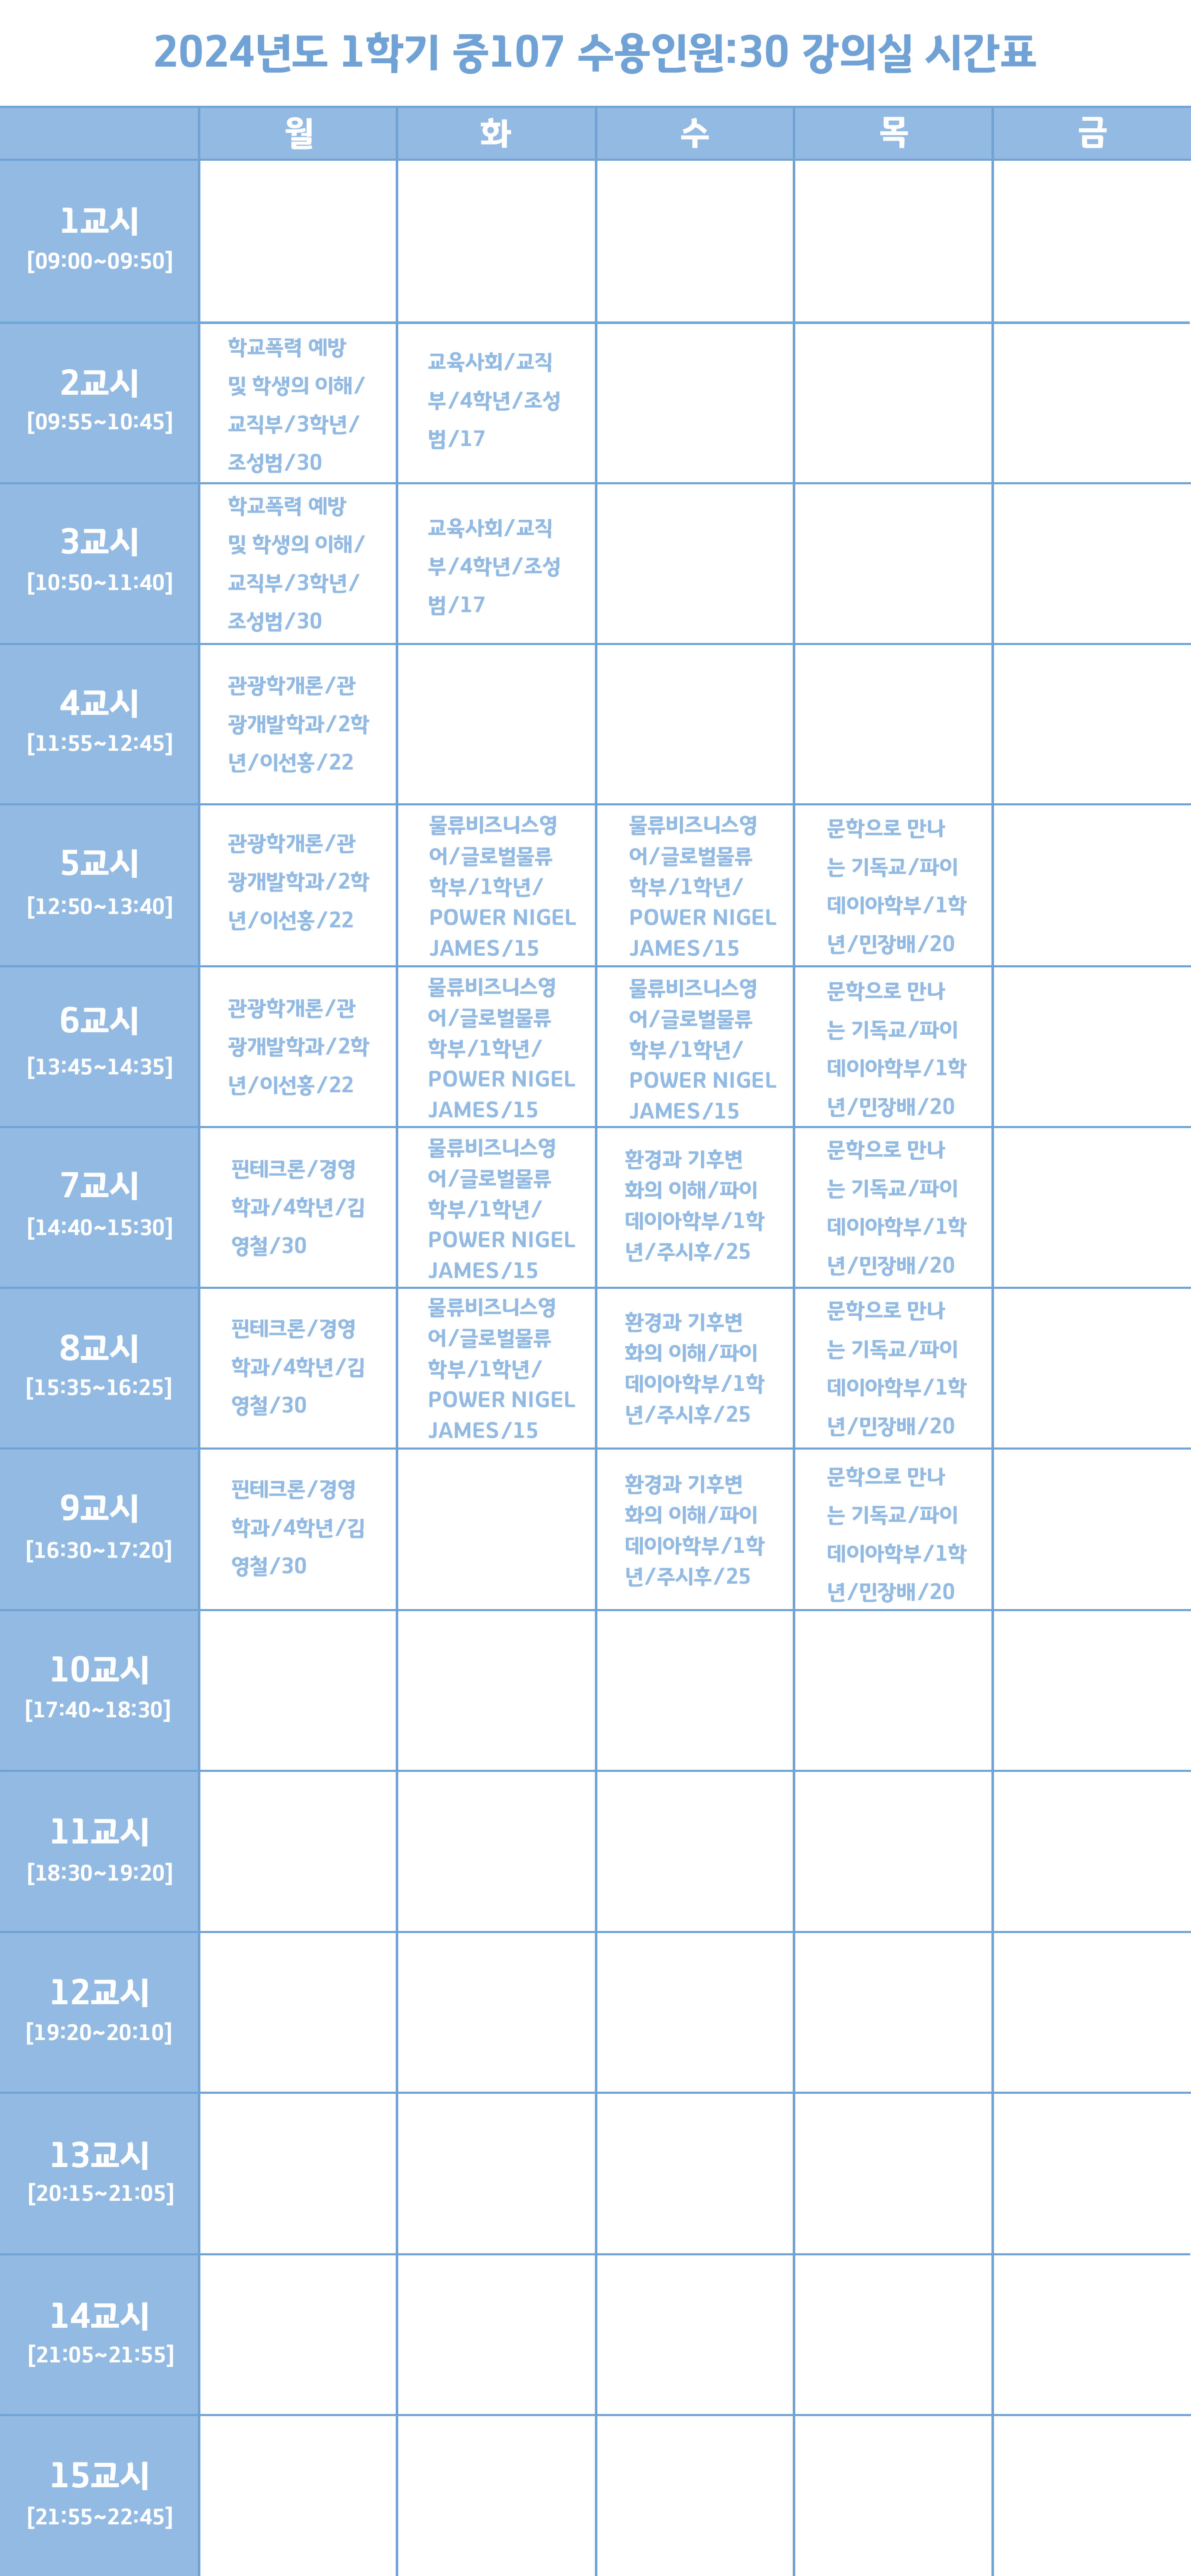 2024년도 1학기 중107 수용인원:30 강의실 시간표
월 화 수 목 금
1교시
[09:00~09:50]
2교시
[09:55~10:45]
학교폭력 예방
및 학생의 이해/
교직부/3학년/
조성범/30
교육사회/교직
부/4학년/조성
범/17
3교시
[10:50~11:40]
학교폭력 예방
및 학생의 이해/
교직부/3학년/
조성범/30
교육사회/교직
부/4학년/조성
범/17
4교시
[11:55~12:45]
관광학개론/관
광개발학과/2학
년/이선홍/22
5교시
[12:50~13:40]
관광학개론/관
광개발학과/2학
년/이선홍/22
물류비즈니스영
어/글로벌물류
학부/1학년/
POWER NIGEL
JAMES/15
물류비즈니스영
어/글로벌물류
학부/1학년/
POWER NIGEL
JAMES/15
문학으로 만나
는 기독교/파이
데이아학부/1학
년/민장배/20
6교시
[13:45~14:35]
관광학개론/관
광개발학과/2학
년/이선홍/22
물류비즈니스영
어/글로벌물류
학부/1학년/
POWER NIGEL
JAMES/15
물류비즈니스영
어/글로벌물류
학부/1학년/
POWER NIGEL
JAMES/15
문학으로 만나
는 기독교/파이
데이아학부/1학
년/민장배/20
7교시
[14:40~15:30]
핀테크론/경영
학과/4학년/김
영철/30
물류비즈니스영
어/글로벌물류
학부/1학년/
POWER NIGEL
JAMES/15
환경과 기후변
화의 이해/파이
데이아학부/1학
년/주시후/25
문학으로 만나
는 기독교/파이
데이아학부/1학
년/민장배/20
8교시
[15:35~16:25]
핀테크론/경영
학과/4학년/김
영철/30
물류비즈니스영
어/글로벌물류
학부/1학년/
POWER NIGEL
JAMES/15
환경과 기후변
화의 이해/파이
데이아학부/1학
년/주시후/25
문학으로 만나
는 기독교/파이
데이아학부/1학
년/민장배/20
9교시
[16:30~17:20]
핀테크론/경영
학과/4학년/김
영철/30
환경과 기후변
화의 이해/파이
데이아학부/1학
년/주시후/25
문학으로 만나
는 기독교/파이
데이아학부/1학
년/민장배/20
10교시
[17:40~18:30]
11교시
[18:30~19:20]
12교시
[19:20~20:10]
13교시
[20:15~21:05]
14교시
[21:05~21:55]
15교시
[21:55~22:45]